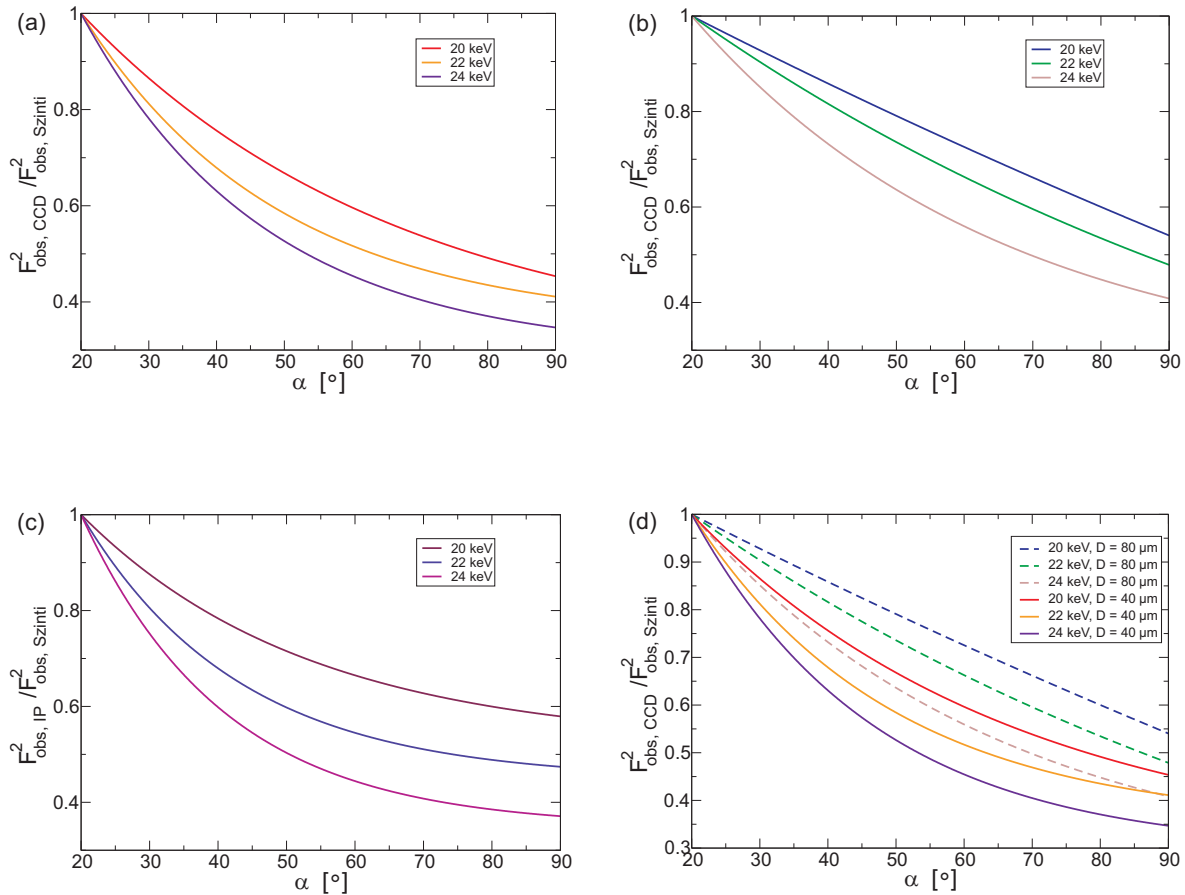 (a)
1
0.8
0.6
0.4
F²obs, CCD /F²obs, Szinti
20 keV
22 keV
24 keV
20 30 40 50 60 70 80 90
α [°]
(b)
1
0.8
0.6
0.4
F²obs, CCD /F²obs, Szinti
20 keV
22 keV
24 keV
20 30 40 50 60 70 80 90
α [°]
(c)
1
0.8
0.6
0.4
F²obs, IP /F²obs, Szinti
20 keV
22 keV
24 keV
20 30 40 50 60 70 80 90
α [°]
(d)
1
0.9
0.8
0.7
0.6
0.5
0.4
0.3
F²obs, CCD /F²obs, Szinti
20 keV, D = 80 µm
22 keV, D = 80 µm
24 keV, D = 80 µm
20 keV, D = 40 µm
22 keV, D = 40 µm
24 keV, D = 40 µm
20 30 40 50 60 70 80 90
α [°]